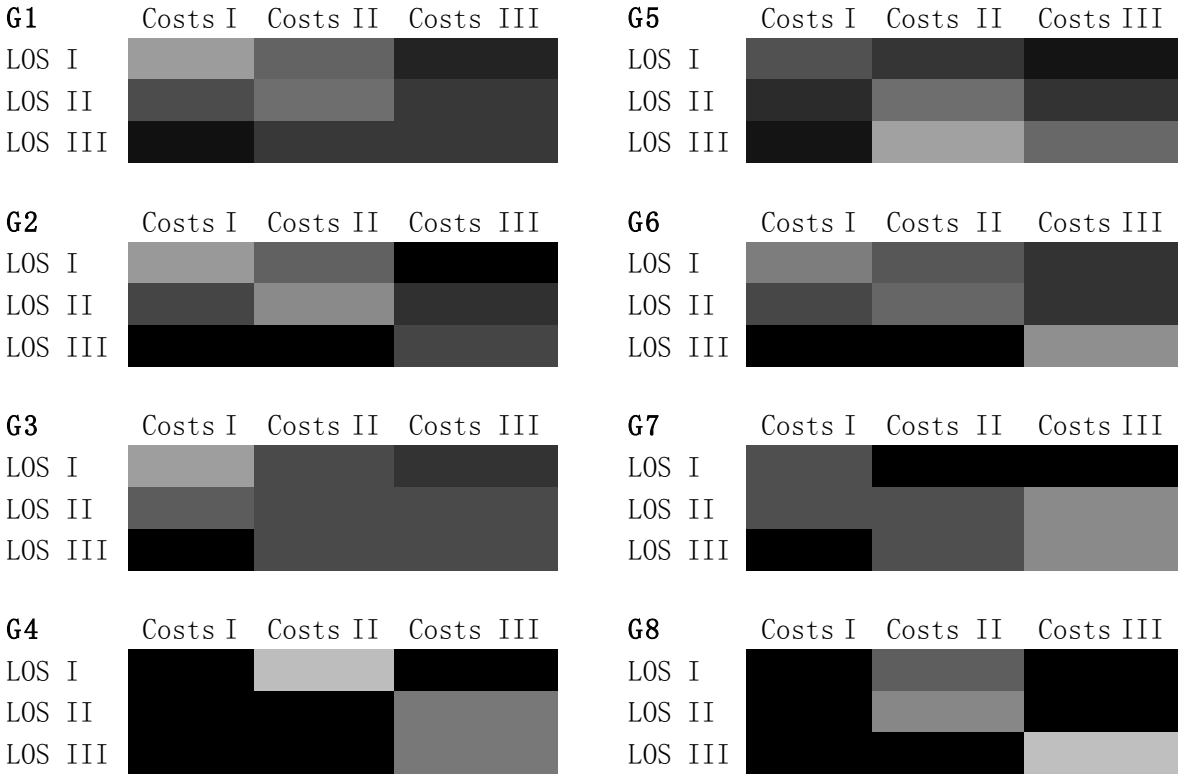 G1 Costs I Costs II Costs III
LOS I
LOS II
LOS III
G2 Costs I Costs II Costs III
LOS I
LOS II
LOS III
G3 Costs I Costs II Costs III
LOS I
LOS II
LOS III
G4 Costs I Costs II Costs III
LOS I
LOS II
LOS III
G5 Costs I Costs II Costs III
LOS I
LOS II
LOS III
G6 Costs I Costs II Costs III
LOS I
LOS II
LOS III
G7 Costs I Costs II Costs III
LOS I
LOS II
LOS III
G8 Costs I Costs II Costs III
LOS I
LOS II
LOS III